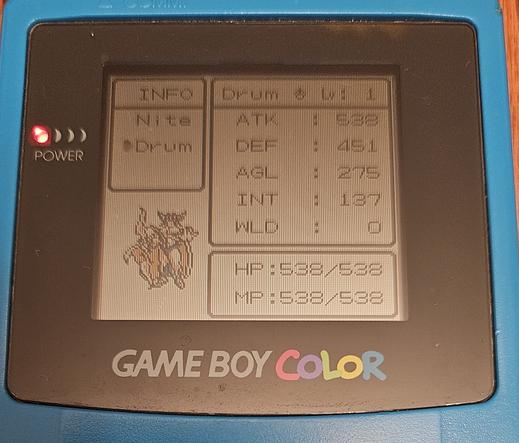 INFO
Nite
Drum
Drum Lv: 1
ATK : 538
DEF : 451
AGL : 275
INT : 137
WLD : 0
HP:538/538
MP:538/538
POWER
GAME BOY COLOR